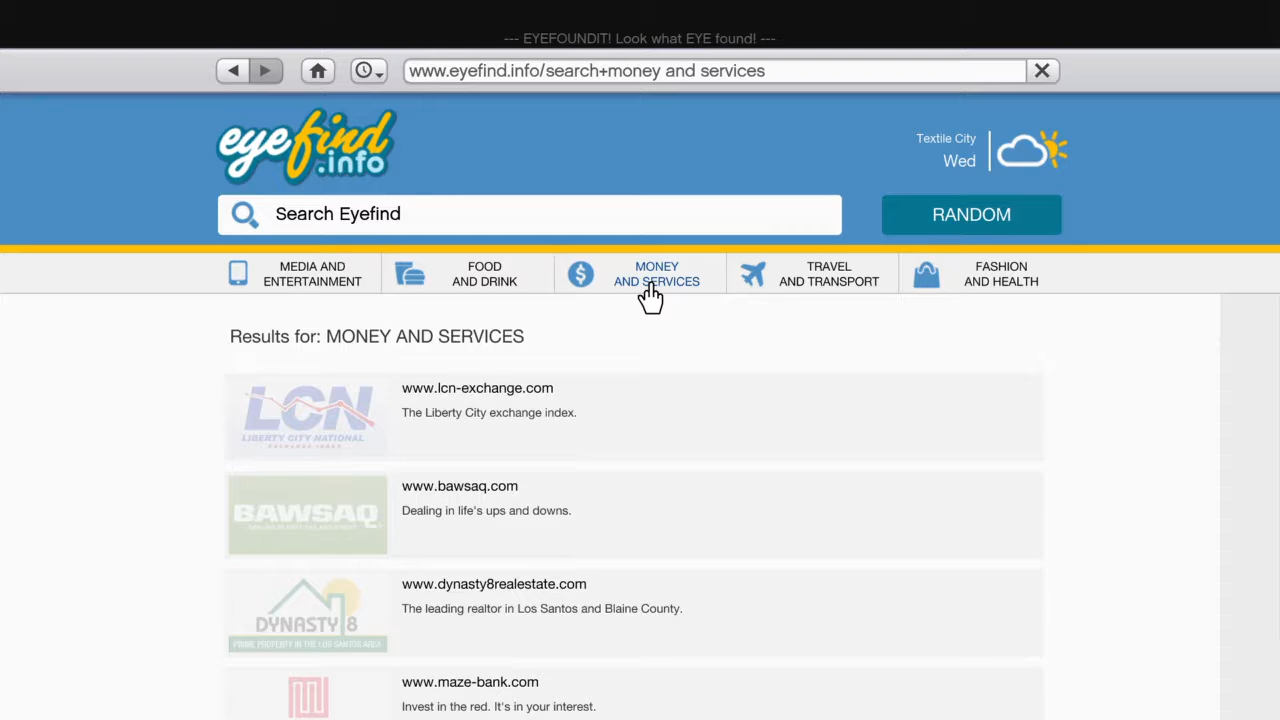 --- EYEFOUNDIT! Look what EYE found! ---
www.eyefind.info/search+money and services
eyefind
.info
Textile City
Wed
Search Eyefind
RANDOM
MEDIA AND
ENTERTAINMENT
FOOD
AND DRINK
MONEY
AND SERVICES
TRAVEL
AND TRANSPORT
FASHION
AND HEALTH
Results for: MONEY AND SERVICES
LCN
LIBERTY CITY NATIONAL
EXCHANGE INDEX
www.lcn-exchange.com
The Liberty City exchange index.
BAWSAQ
www.bawsaq.com
Dealing in life's ups and downs.
DYNASTY 8
PRIME PROPERTY IN THE LOS SANTOS AREA
www.dynasty8realestate.com
The leading realtor in Los Santos and Blaine County.
www.maze-bank.com
Invest in the red. It's in your interest.